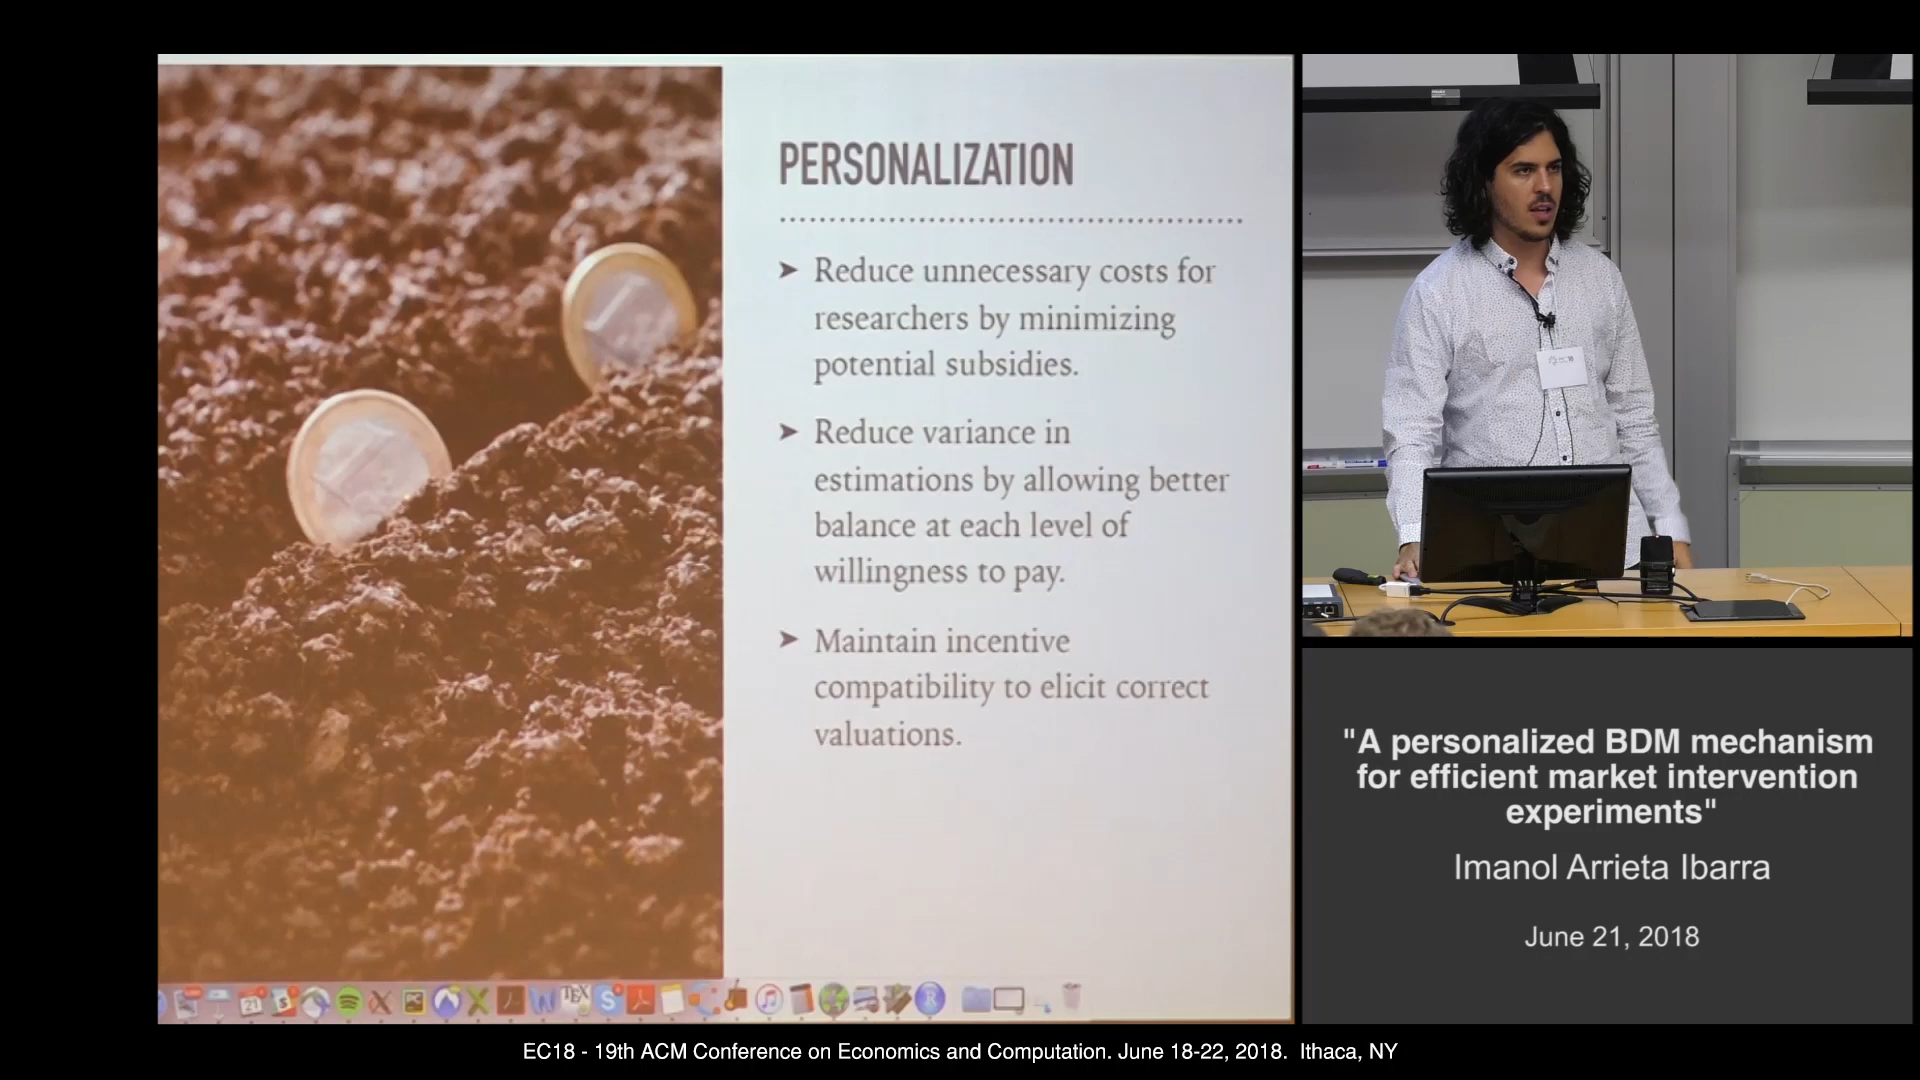 PERSONALIZATION
➤ Reduce unnecessary costs for
researchers by minimizing
potential subsidies.
➤ Reduce variance in
estimations by allowing better
balance at each level of
willingness to pay.
➤ Maintain incentive
compatibility to elicit correct
valuations.
21
TEX
"A personalized BDM mechanism
for efficient market intervention
experiments"
Imanol Arrieta Ibarra
June 21, 2018
EC18 - 19th ACM Conference on Economics and Computation. June 18-22, 2018. Ithaca, NY